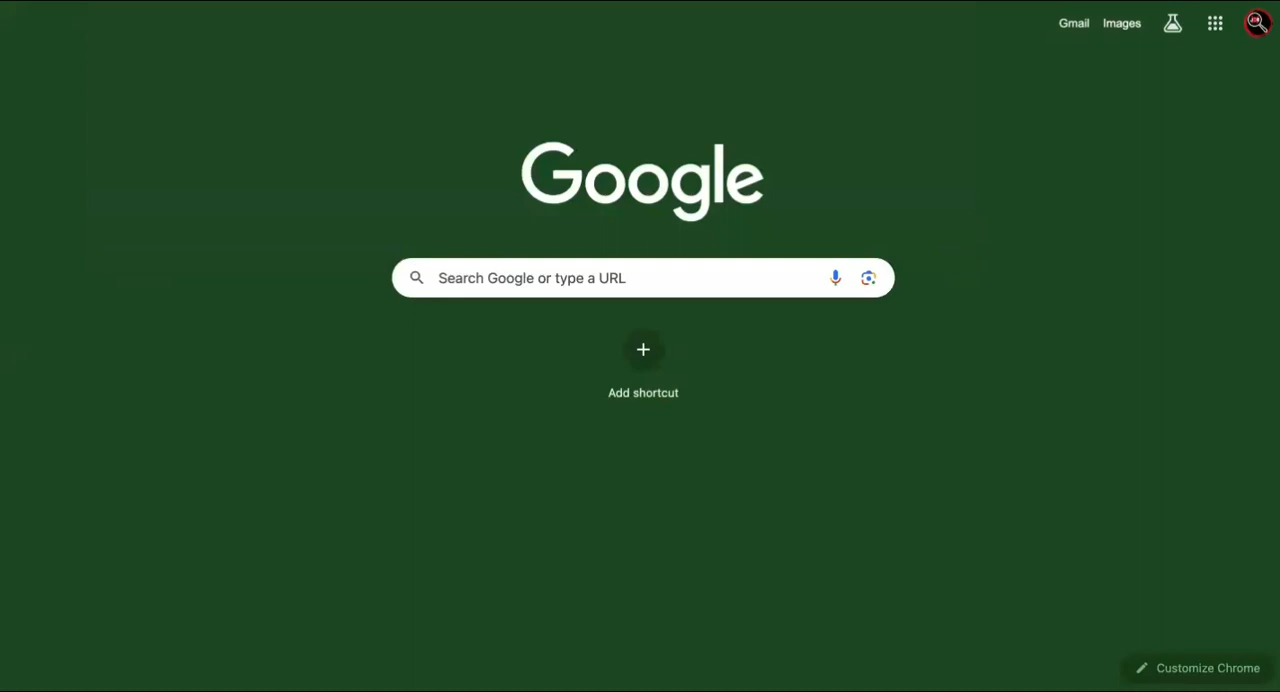 Gmail Images
Google
Search Google or type a URL
Add shortcut
Customize Chrome